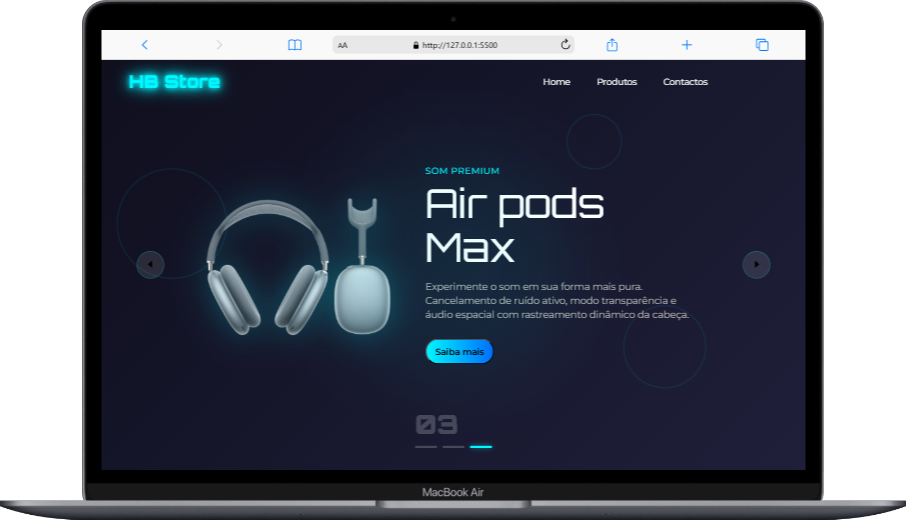 AA
http://127.0.0.1:5500
HB Store
Home Produtos Contactos
SOM PREMIUM
Air pods
Max
Experimente o som em sua forma mais pura.
Cancelamento de ruído ativo, modo transparência e
áudio espacial com rastreamento dinâmico da cabeça.
Saiba mais
03
MacBook Air